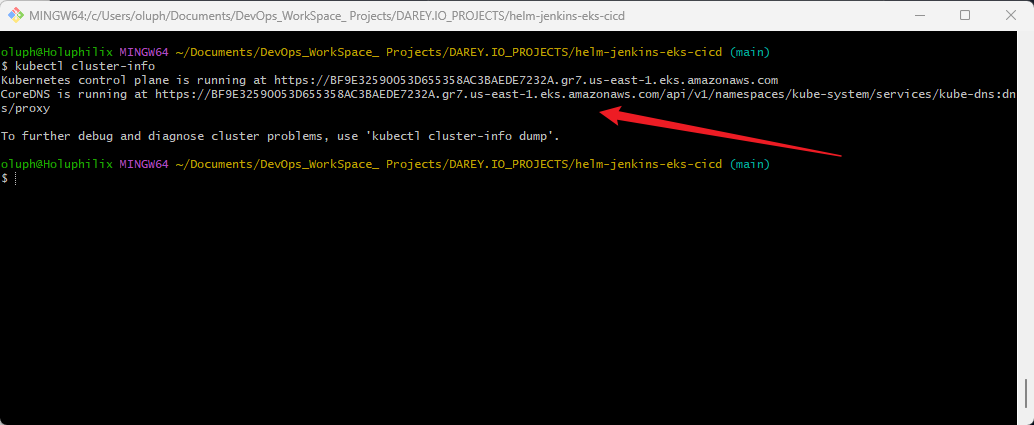 MINGW64:/c/Users/oluph/Documents/DevOps_WorkSpace_ Projects/DAREY.IO_PROJECTS/helm-jenkins-eks-cicd
oluph@Holuphilix MINGW64 ~/Documents/DevOps_WorkSpace_ Projects/DAREY.IO_PROJECTS/helm-jenkins-eks-cicd (main)
$ kubectl cluster-info
Kubernetes control plane is running at https://BF9E32590053D655358AC3BAEDE7232A.gr7.us-east-1.eks.amazonaws.com
CoreDNS is running at https://BF9E32590053D655358AC3BAEDE7232A.gr7.us-east-1.eks.amazonaws.com/api/v1/namespaces/kube-system/services/kube-dns:dn
s/proxy
To further debug and diagnose cluster problems, use 'kubectl cluster-info dump'.
oluph@Holuphilix MINGW64 ~/Documents/DevOps_WorkSpace_ Projects/DAREY.IO_PROJECTS/helm-jenkins-eks-cicd (main)
$